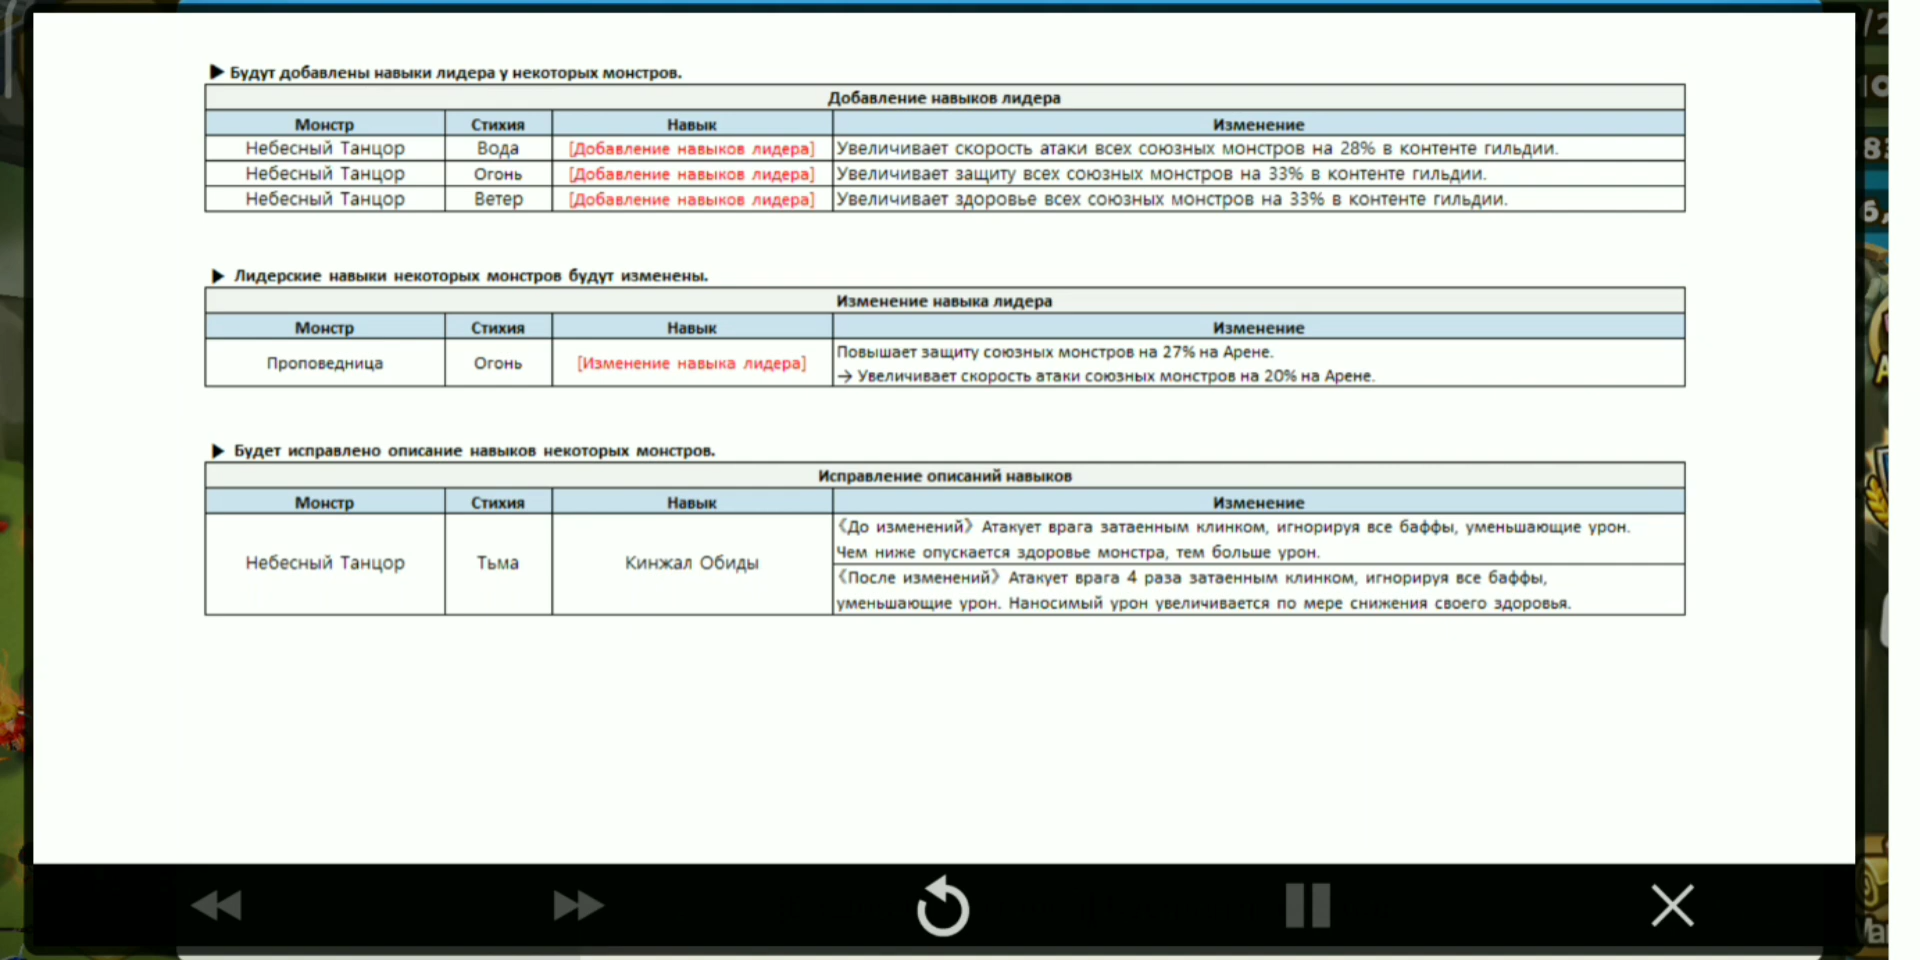 ▶ Будут добавлены навыки лидера у некоторых монстров.
Добавление навыков лидера
Монстр Стихия Навык Изменение
Небесный Танцор Вода [Добавление навыков лидера] Увеличивает скорость атаки всех союзных монстров на 28% в контенте гильдии.
Небесный Танцор Огонь [Добавление навыков лидера] Увеличивает защиту всех союзных монстров на 33% в контенте гильдии.
Небесный Танцор Ветер [Добавление навыков лидера] Увеличивает здоровье всех союзных монстров на 33% в контенте гильдии.
▶ Лидерские навыки некоторых монстров будут изменены.
Изменение навыка лидера
Монстр Стихия Навык Изменение
Проповедница Огонь [Изменение навыка лидера] Повышает защиту союзных монстров на 27% на Арене.
→ Увеличивает скорость атаки союзных монстров на 20% на Арене.
▶ Будет исправлено описание навыков некоторых монстров.
Исправление описаний навыков
Монстр Стихия Навык Изменение
Небесный Танцор Тьма Кинжал Обиды
《До изменений》 Атакует врага затаенным клинком, игнорируя все баффы, уменьшающие урон.
Чем ниже опускается здоровье монстра, тем больше урон.
《После изменений》 Атакует врага 4 раза затаенным клинком, игнорируя все баффы,
уменьшающие урон. Наносимый урон увеличивается по мере снижения своего здоровья.